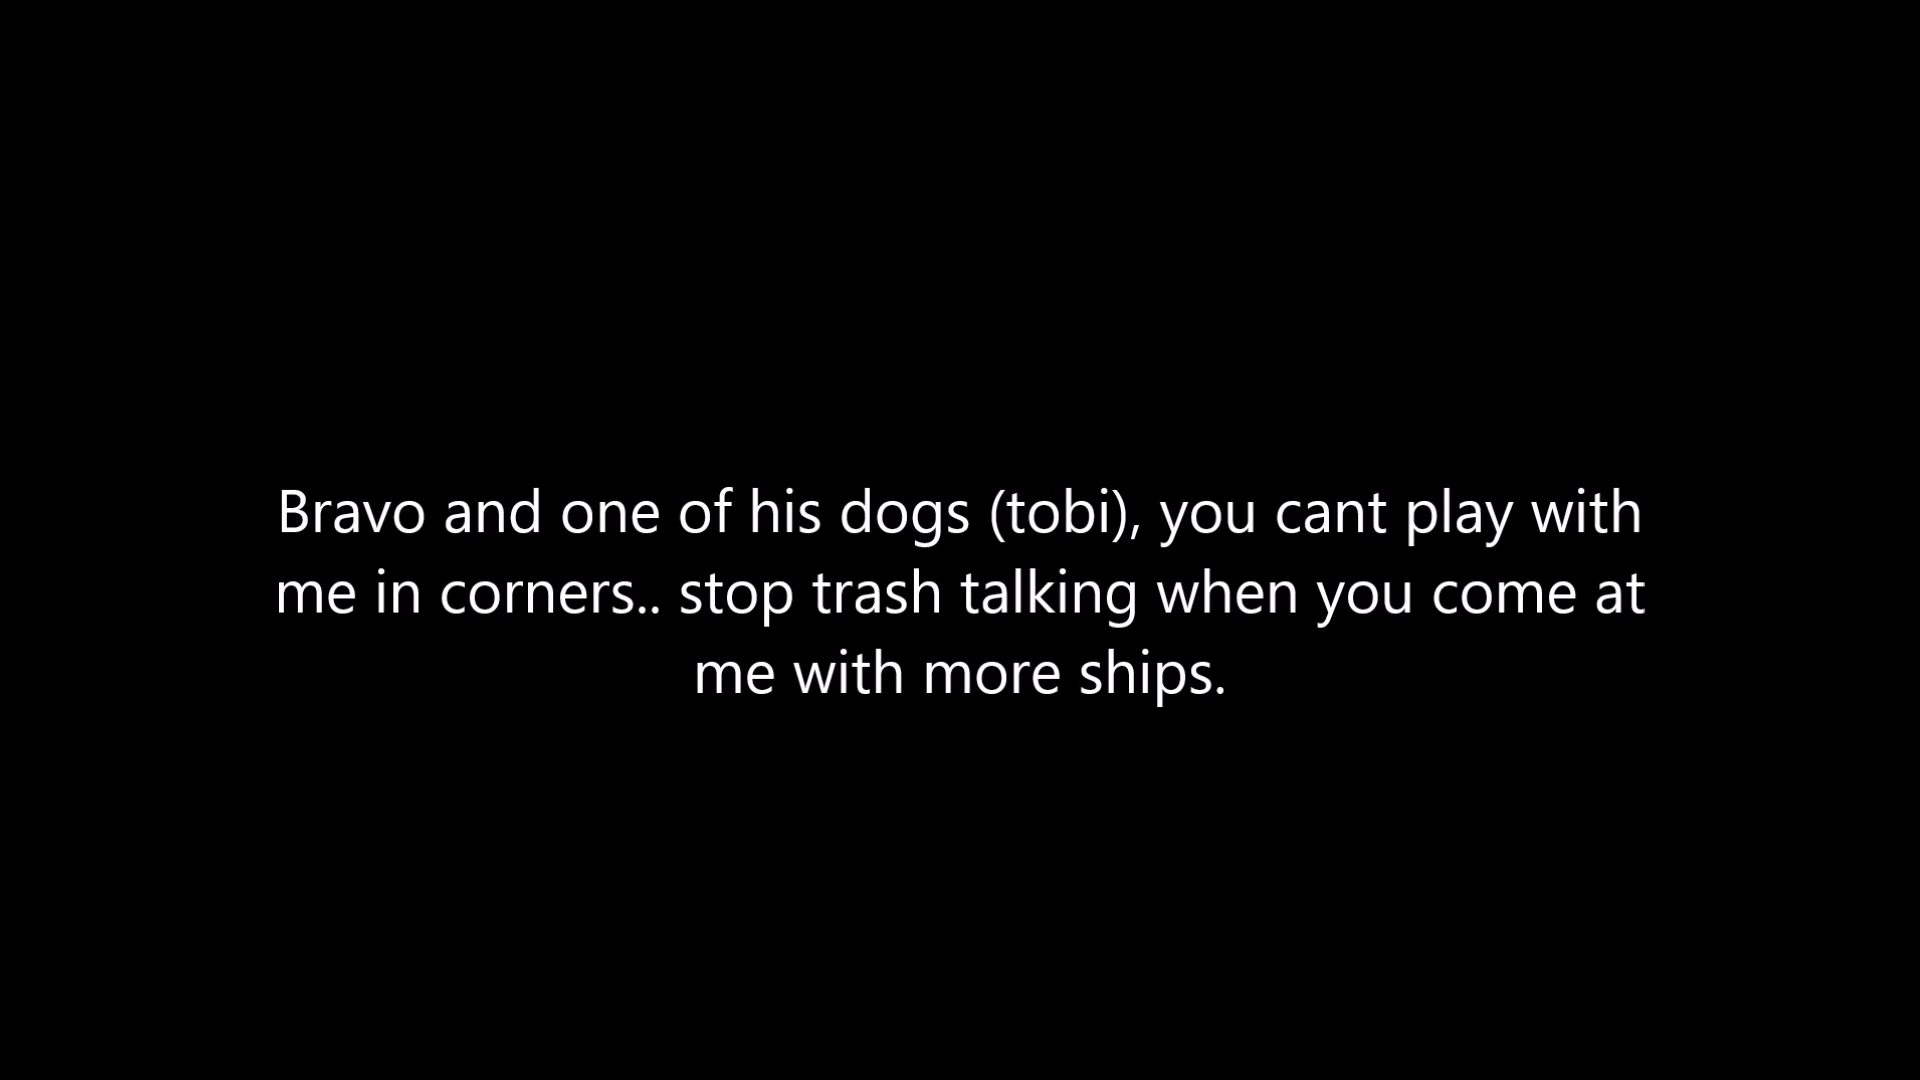 Bravo and one of his dogs (tobi), you cant play with
me in corners.. stop trash talking when you come at
me with more ships.